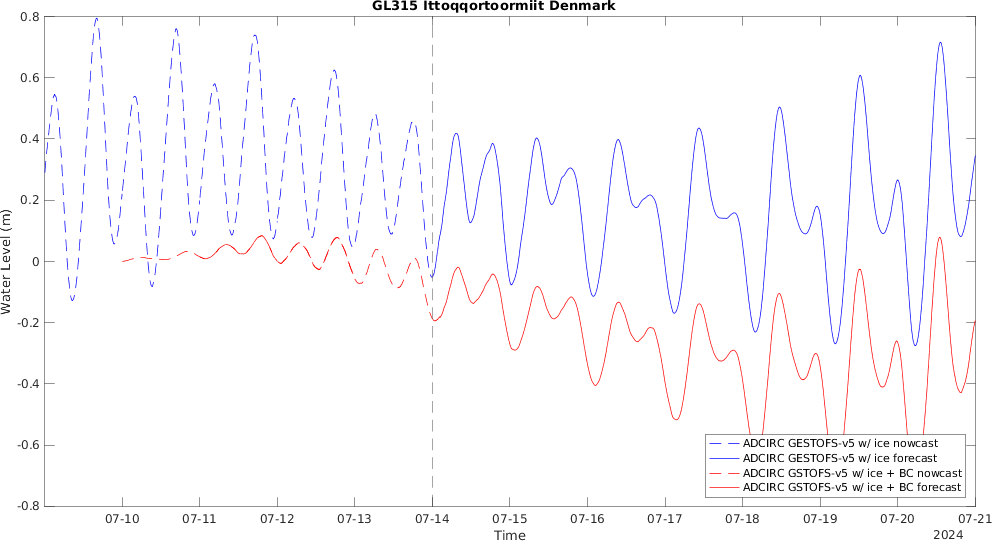 GL315 Ittoqqortoormiit Denmark
0.8
0.6
0.4
0.2
0
-0.2
-0.4
-0.6
-0.8
Water Level (m)
ADCIRC GESTOFS-v5 w/ ice nowcast
ADCIRC GESTOFS-v5 w/ ice forecast
ADCIRC GSTOFS-v5 w/ ice + BC nowcast
ADCIRC GSTOFS-v5 w/ ice + BC forecast
07-10 07-11 07-12 07-13 07-14 07-15 07-16 07-17 07-18 07-19 07-20 07-21
Time
2024